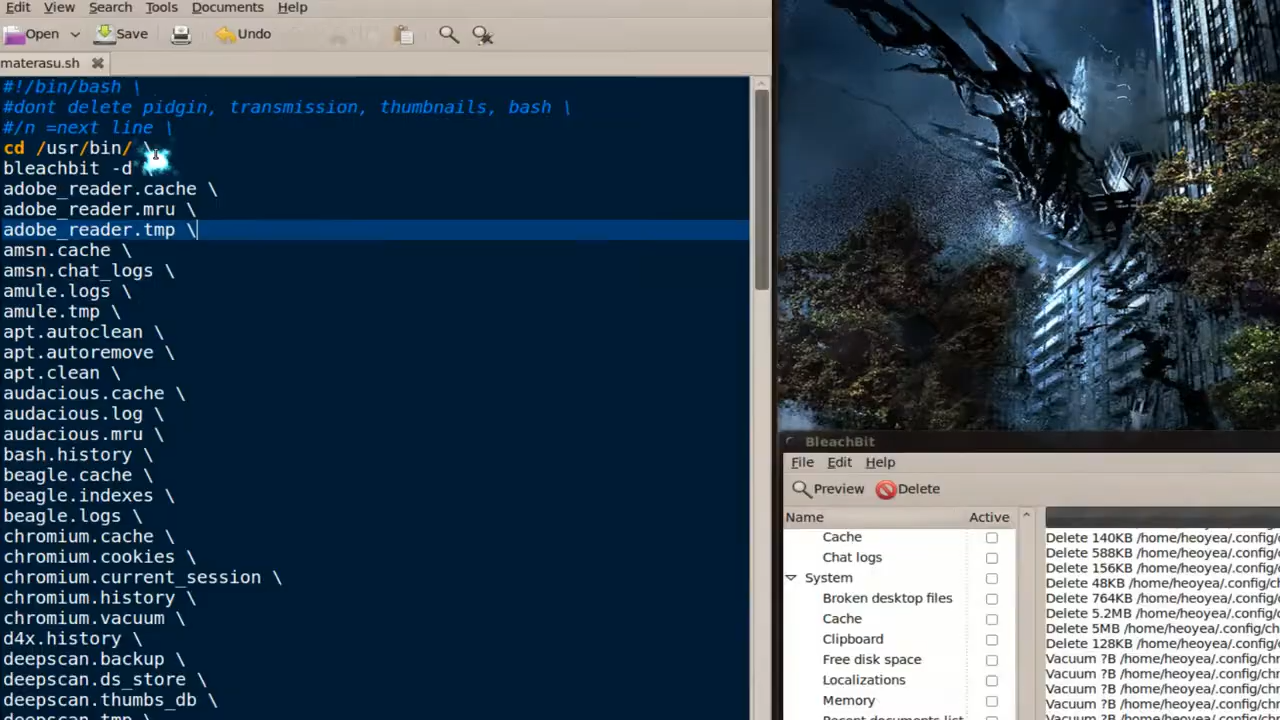 Edit View Search Tools Documents Help
Open Save Undo
materasu.sh
#!/bin/bash \
#dont delete pidgin, transmission, thumbnails, bash \
#/n =next line \
cd /usr/bin/ \
bleachbit -d \
adobe_reader.cache \
adobe_reader.mru \
adobe_reader.tmp \
amsn.cache \
amsn.chat_logs \
amule.logs \
amule.tmp \
apt.autoclean \
apt.autoremove \
apt.clean \
audacious.cache \
audacious.log \
audacious.mru \
bash.history \
beagle.cache \
beagle.indexes \
beagle.logs \
chromium.cache \
chromium.cookies \
chromium.current_session \
chromium.history \
chromium.vacuum \
d4x.history \
deepscan.backup \
deepscan.ds_store \
deepscan.thumbs_db \
deepscan.tmp \
BleachBit
File Edit Help
Preview Delete
Name Active
Cache
Chat logs
System
Broken desktop files
Cache
Clipboard
Free disk space
Localizations
Memory
Recent documents list
Delete 140KB /home/heoyea/.config/c
Delete 588KB /home/heoyea/.config/c
Delete 156KB /home/heoyea/.config/c
Delete 48KB /home/heoyea/.config/ch
Delete 764KB /home/heoyea/.config/c
Delete 5.2MB /home/heoyea/.config/c
Delete 5MB /home/heoyea/.config/chr
Delete 128KB /home/heoyea/.config/c
Vacuum ?B /home/heoyea/.config/chr
Vacuum ?B /home/heoyea/.config/chr
Vacuum ?B /home/heoyea/.config/chr
Vacuum ?B /home/heoyea/.config/chr